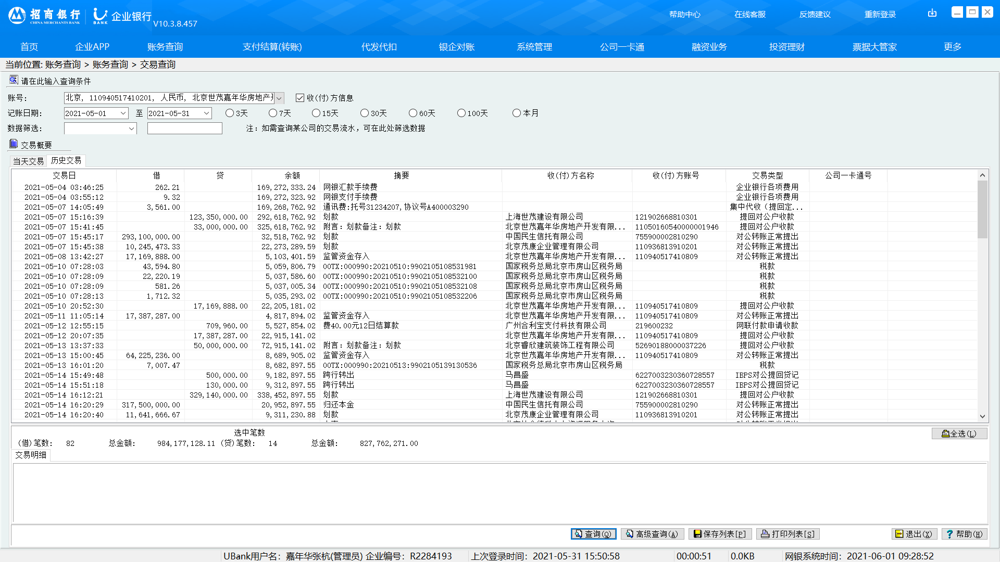 招商银行 CHINA MERCHANTS BANK U BANK 企业银行 V10.3.8.457 帮助中心 在线客服 反馈建议 重新登录
首页 企业APP 账务查询 支付结算(转账) 代发代扣 银企对账 系统管理 公司一卡通 融资业务 投资理财 票据大管家 更多
当前位置: 账务查询 > 账务查询 > 交易查询
请在此输入查询条件
账号: 北京, 110940517410201, 人民币, 北京世茂嘉年华房地产 收(付)方信息
记账日期: 2021-05-01 至 2021-05-31 3天 7天 15天 30天 60天 100天 本月
数据筛选: 注: 如需查询某公司的交易流水, 可在此处筛选数据
交易概要
当天交易 历史交易
交易日 借 贷 余额 摘要 收(付)方名称 收(付)方账号 交易类型 公司一卡通号
2021-05-04 03:46:25 262.21 169,272,333.24 网银汇款手续费 企业银行各项费用
2021-05-04 03:55:12 9.32 169,272,323.92 网银支付手续费 企业银行各项费用
2021-05-07 14:05:49 3,561.00 169,268,762.92 通讯费:托号31234207,协议号A400003290 集中代收(提回定...
2021-05-07 15:16:39 123,350,000.00 292,618,762.92 划款 上海世茂建设有限公司 121902668810301 提回对公户收款
2021-05-07 15:41:45 33,000,000.00 325,618,762.92 附言: 划款备注: 划款 北京世茂嘉年华房地产开发有限... 11050160540000001946 提回对公户收款
2021-05-07 15:45:17 293,100,000.00 32,518,762.92 划款 中国民生信托有限公司 755900002810290 对公转账正常提出
2021-05-07 15:45:38 10,245,473.33 22,273,289.59 划款 北京茂康企业管理有限公司 110936813910201 对公转账正常提出
2021-05-08 13:42:27 17,169,888.00 5,103,401.59 监管资金存入 北京世茂嘉年华房地产开发有限... 110940517410809 对公转账正常提出
2021-05-10 07:28:03 43,594.80 5,059,806.79 00TX:000990:20210510:9902105108531981 国家税务总局北京市房山区税务局 税款
2021-05-10 07:28:09 22,220.19 5,037,586.60 00TX:000990:20210510:9902105108532100 国家税务总局北京市房山区税务局 税款
2021-05-10 07:28:09 581.26 5,037,005.34 00TX:000990:20210510:9902105108532108 国家税务总局北京市房山区税务局 税款
2021-05-10 07:28:13 1,712.32 5,035,293.02 00TX:000990:20210510:9902105108532206 国家税务总局北京市房山区税务局 税款
2021-05-10 20:52:30 17,169,888.00 22,205,181.02 北京世茂嘉年华房地产开发有限... 110940517410809 提回对公户收款
2021-05-11 11:05:14 17,387,287.00 4,817,894.02 监管资金存入 北京世茂嘉年华房地产开发有限... 110940517410809 对公转账正常提出
2021-05-12 12:55:15 709,960.00 5,527,854.02 费40.00元12日结算款 广州合利宝支付科技有限公司 219600232 网联付款申请收款
2021-05-12 20:07:35 17,387,287.00 22,915,141.02 北京世茂嘉年华房地产开发有限... 110940517410809 提回对公户收款
2021-05-13 13:37:33 50,000,000.00 72,915,141.02 附言: 划款备注: 划款 北京睿欣建筑装饰工程有限公司 52690188000037226 提回对公户收款
2021-05-13 15:00:45 64,225,236.00 8,689,905.02 监管资金存入 北京世茂嘉年华房地产开发有限... 110940517410809 对公转账正常提出
2021-05-13 16:01:20 7,007.47 8,682,897.55 00TX:000990:20210513:9902105139130536 国家税务总局北京市房山区税务局 税款
2021-05-14 15:49:48 500,000.00 9,182,897.55 跨行转出 马昌盛 6227003230360728557 IBPS对公提回贷记
2021-05-14 15:51:18 130,000.00 9,312,897.55 跨行转出 马昌盛 6227003230360728557 IBPS对公提回贷记
2021-05-14 16:12:21 329,140,000.00 338,452,897.55 划款 上海世茂建设有限公司 121902668810301 提回对公户收款
2021-05-14 16:20:29 317,500,000.00 20,952,897.55 归还本金 中国民生信托有限公司 755900002810290 对公转账正常提出
2021-05-14 16:20:40 11,641,666.67 9,311,230.88 划款 北京茂康企业管理有限公司 110936813910201 对公转账正常提出
选中笔数 全选(L)
(借)笔数: 82 总金额: 984,177,128.11 (贷)笔数: 14 总金额: 827,762,271.00
交易明细
查询(Q) 高级查询(A) 保存列表[P] 打印列表[S] 退出(X) 帮助(H)
UBank用户名: 嘉年华张杭(管理员) 企业编号: R2284193 上次登录时间: 2021-05-31 15:50:58 00:00:51 0.0KB 网银系统时间: 2021-06-01 09:28:52